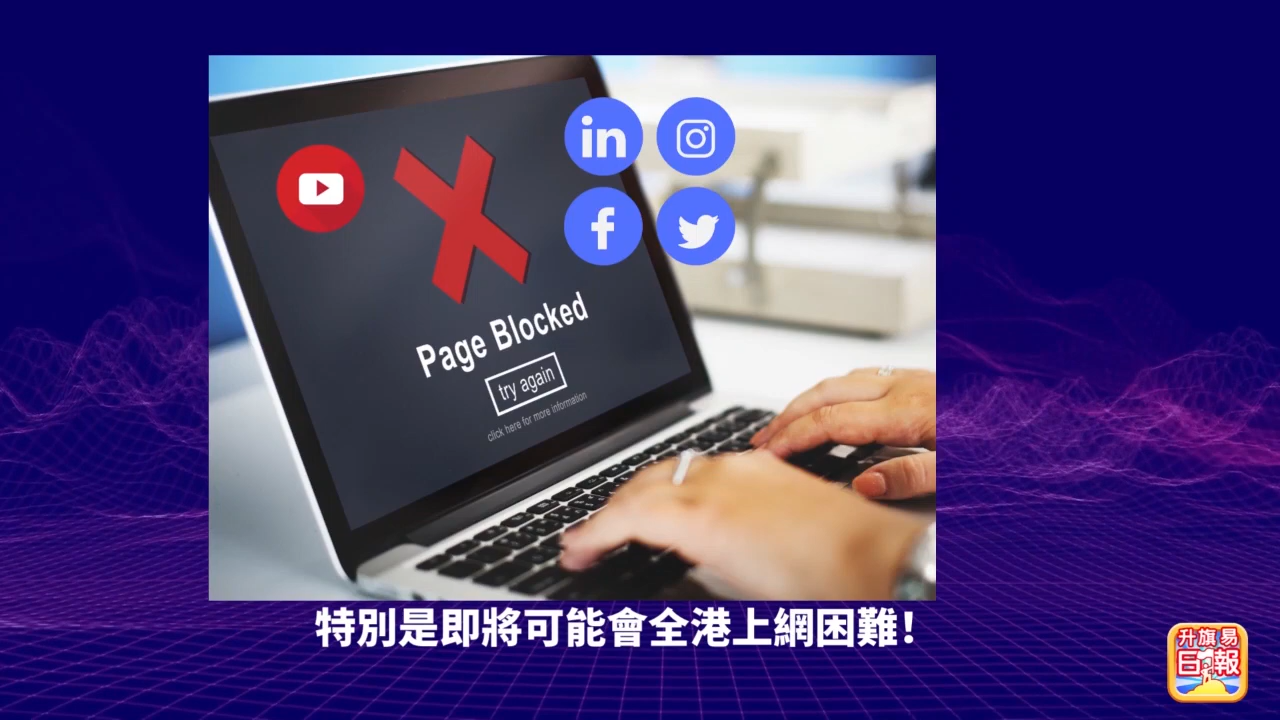 in
f
Page Blocked
try again
click here for more information
特別是即將可能會全港上網困難！
升旗易
日報